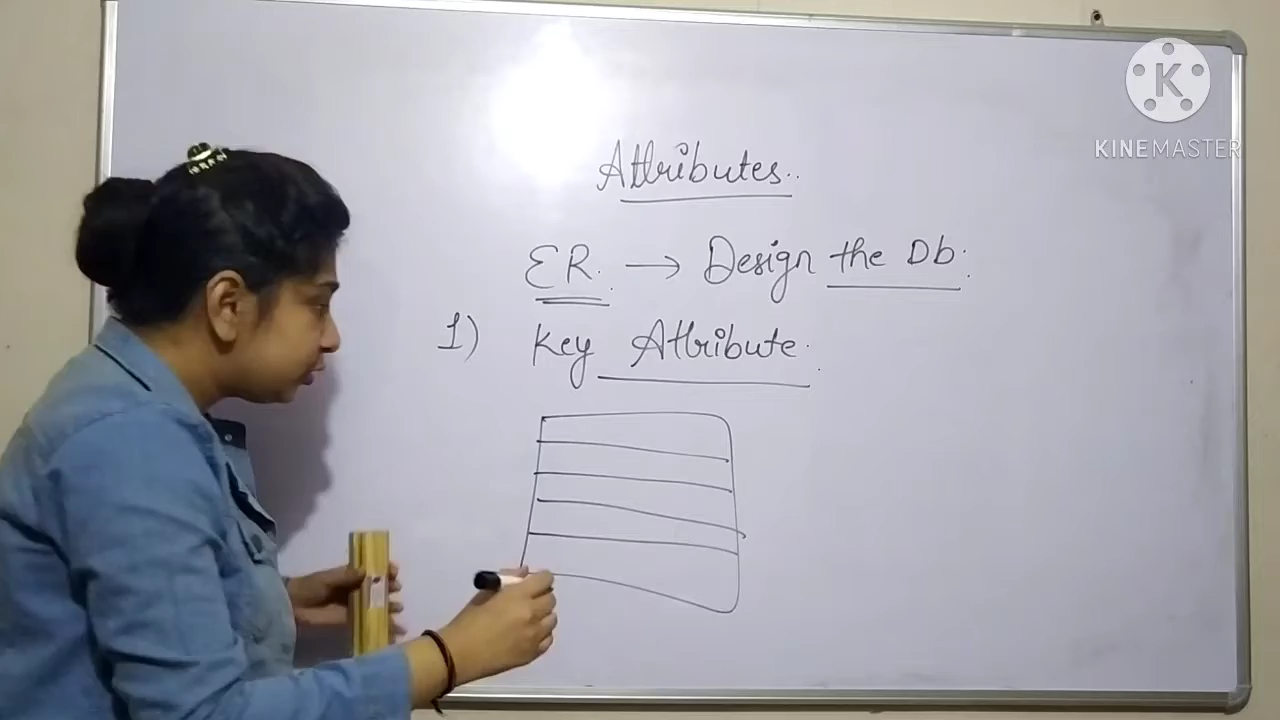 K
KINEMASTER
Attributes..
ER. → Design the Db.
1) Key Attribute.